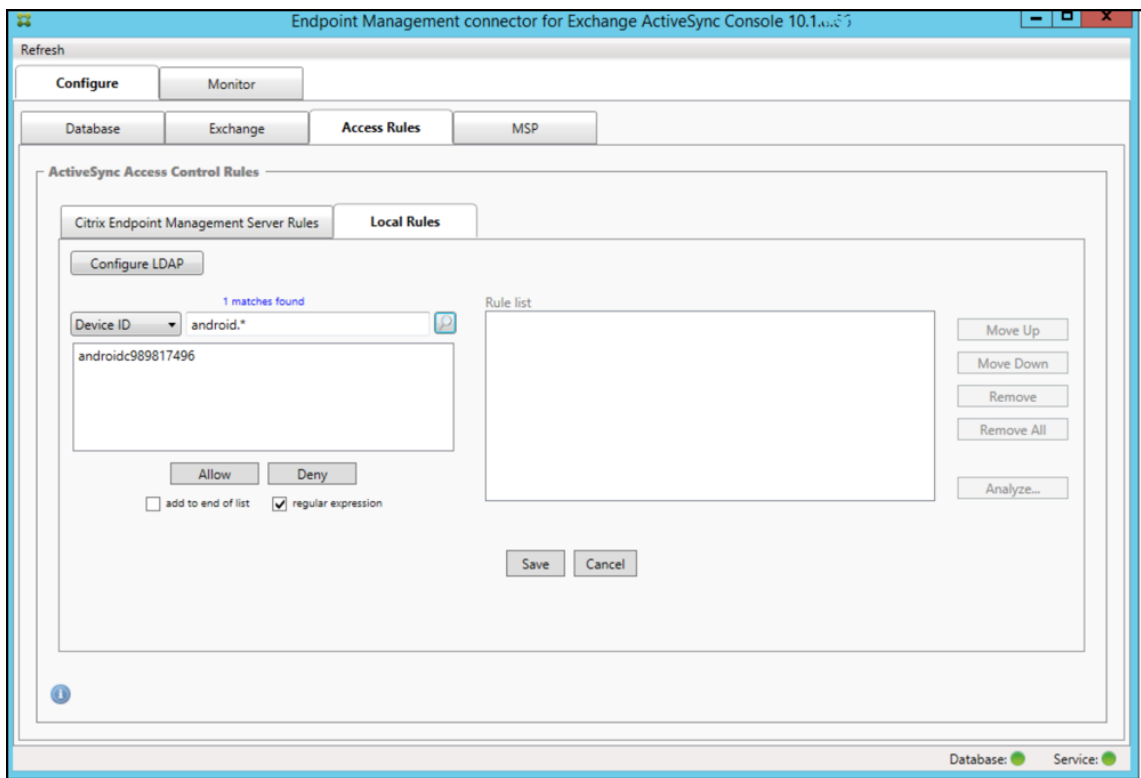 Endpoint Management connector for Exchange ActiveSync Console
Refresh
Configure Monitor
Database Exchange Access Rules MSP
ActiveSync Access Control Rules
Citrix Endpoint Management Server Rules Local Rules
Configure LDAP
1 matches found
Rule list
Device ID android.*
androidc989817496
Move Up
Move Down
Remove
Remove All
Allow Deny
Analyze...
add to end of list regular expression
Save Cancel
Database: Service: